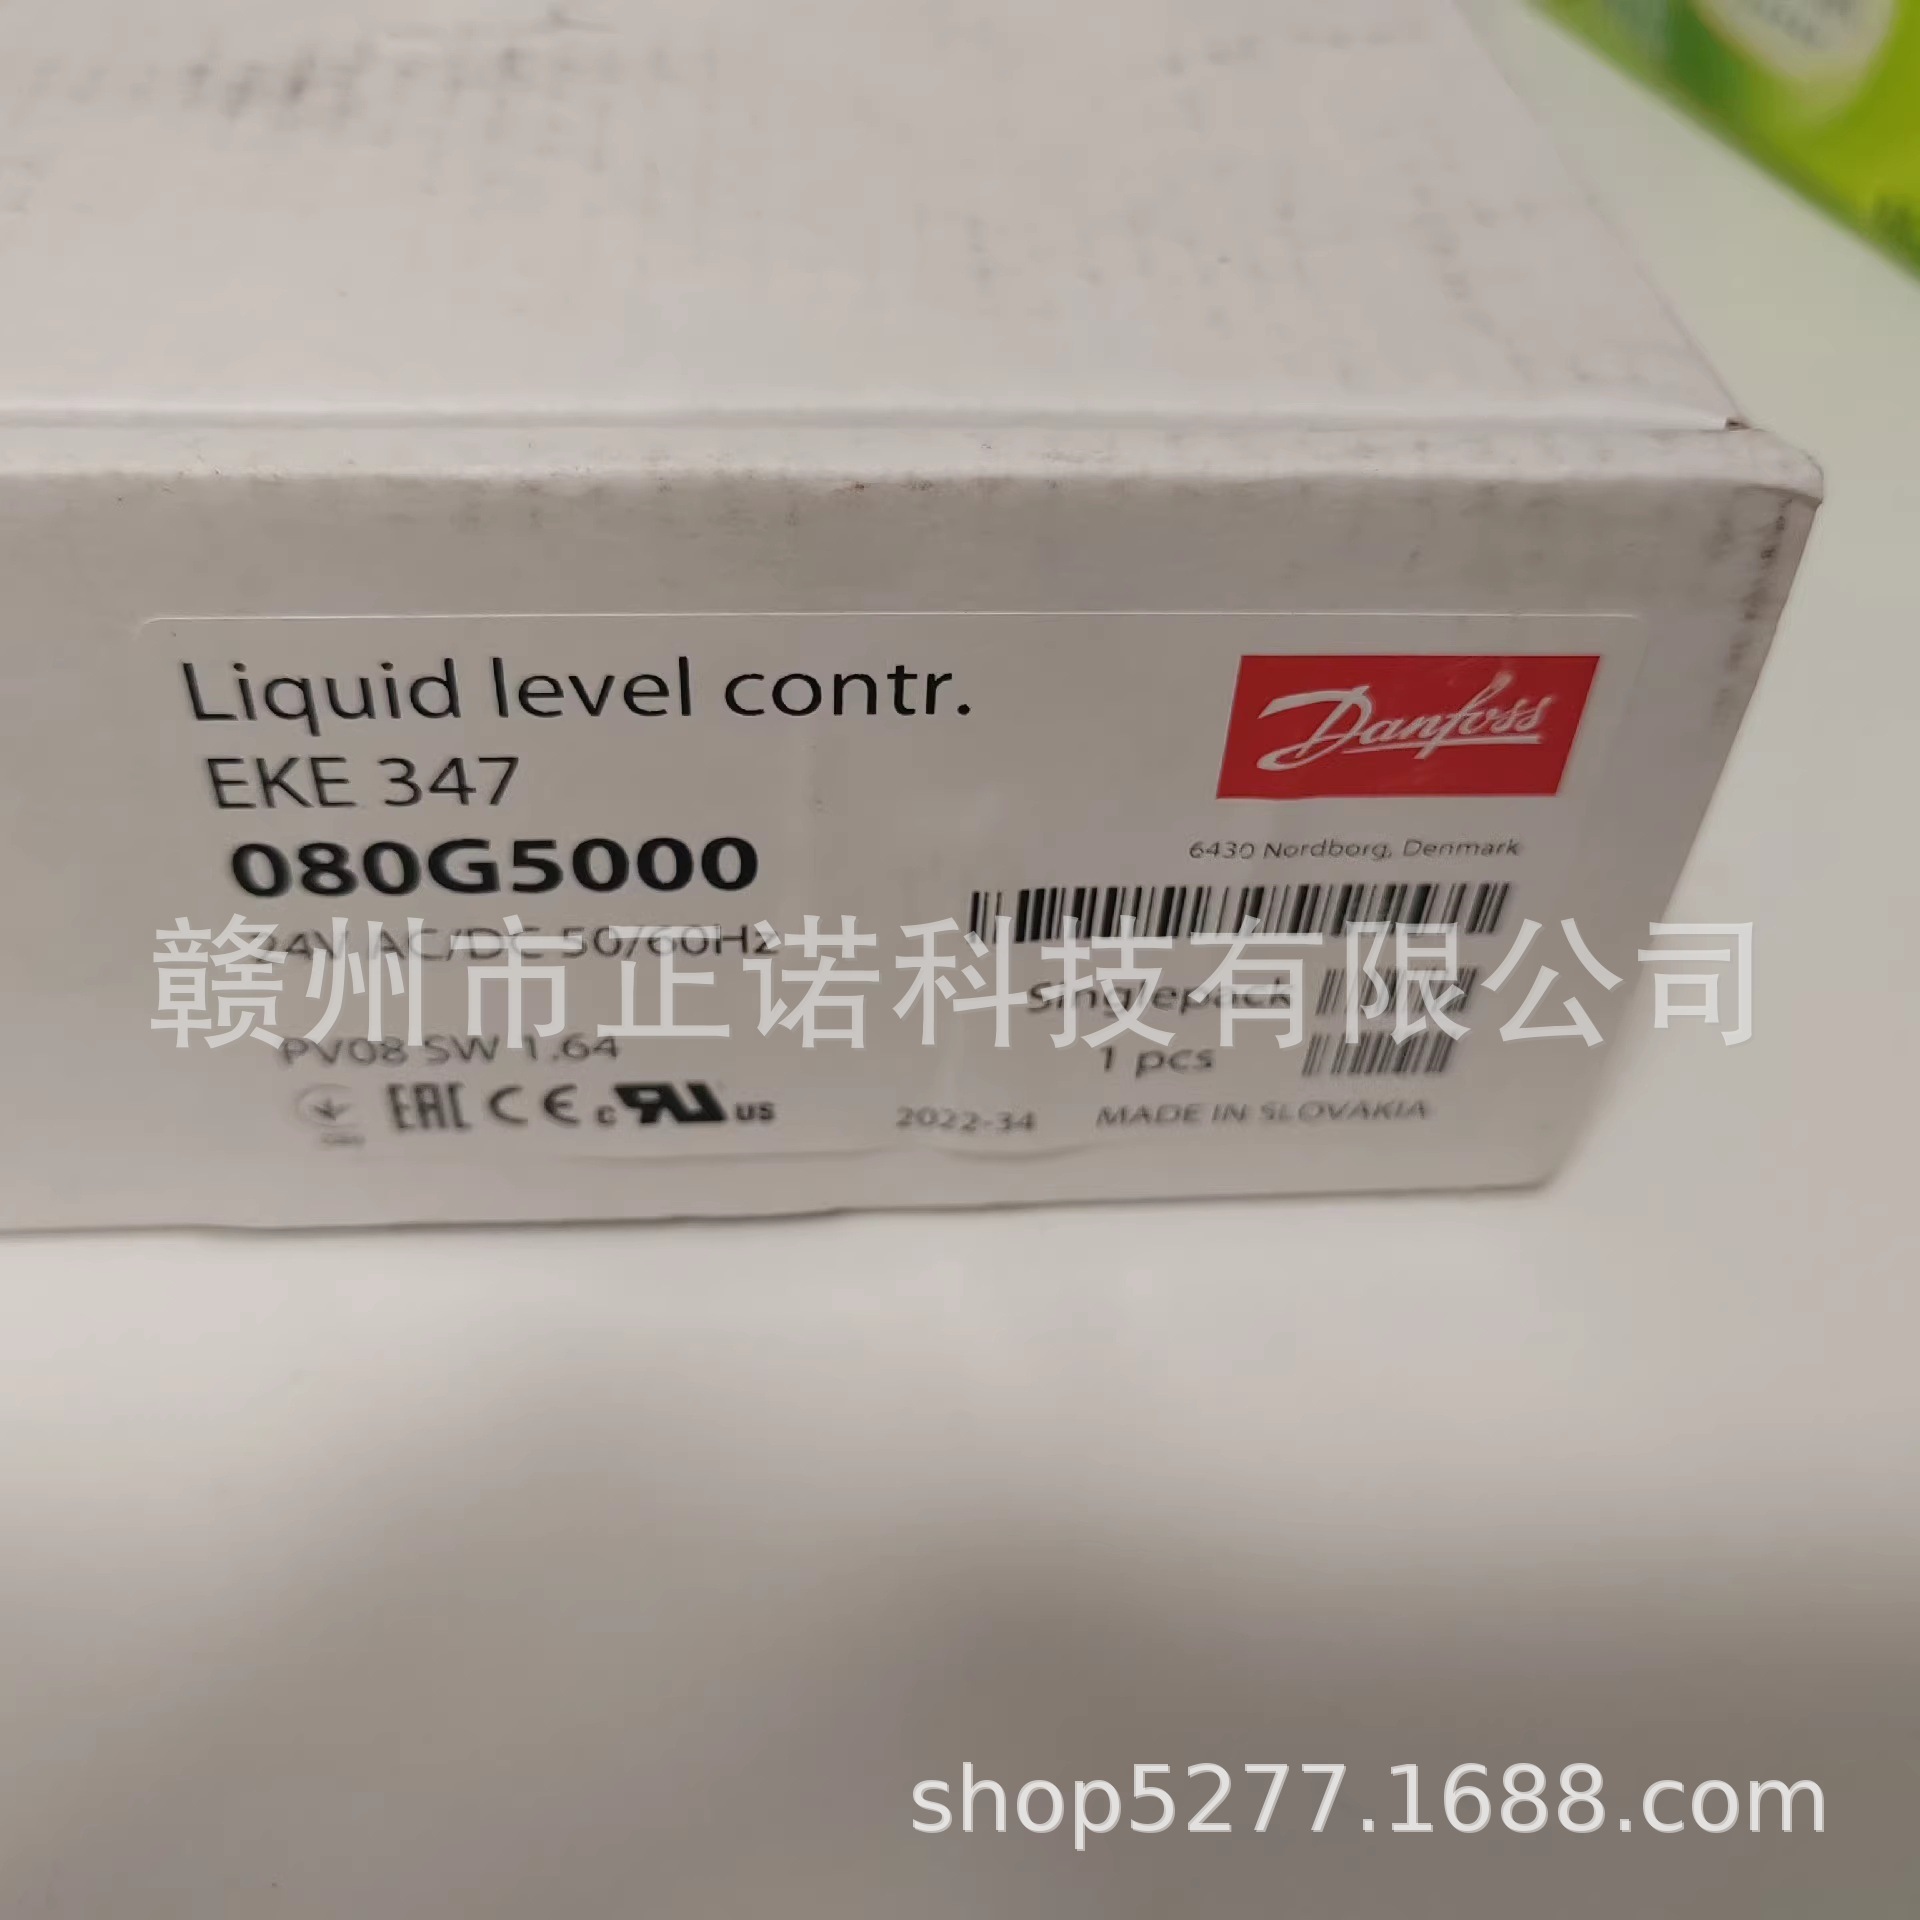 Liquid level contr.
EKE 347
080G5000
24V AC/DC 50/60Hz
PV08 SW 1.64
EAC CE c RU US
Danfoss
6430 Nordborg, Denmark
Singlepack
1 pcs
2022-34 MADE IN SLOVAKIA
赣州市正诺科技有限公司
shop5277.1688.com